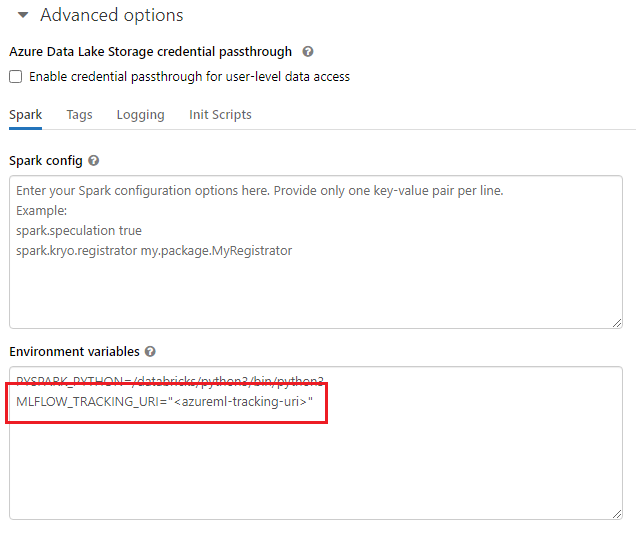 Advanced options
Azure Data Lake Storage credential passthrough ?
Enable credential passthrough for user-level data access
Spark Tags Logging Init Scripts
Spark config ?
Enter your Spark configuration options here. Provide only one key-value pair per line.
Example:
spark.speculation true
spark.kryo.registrator my.package.MyRegistrator
Environment variables ?
PYSPARK_PYTHON=/databricks/python3/bin/python3
MLFLOW_TRACKING_URI="<azureml-tracking-uri>"